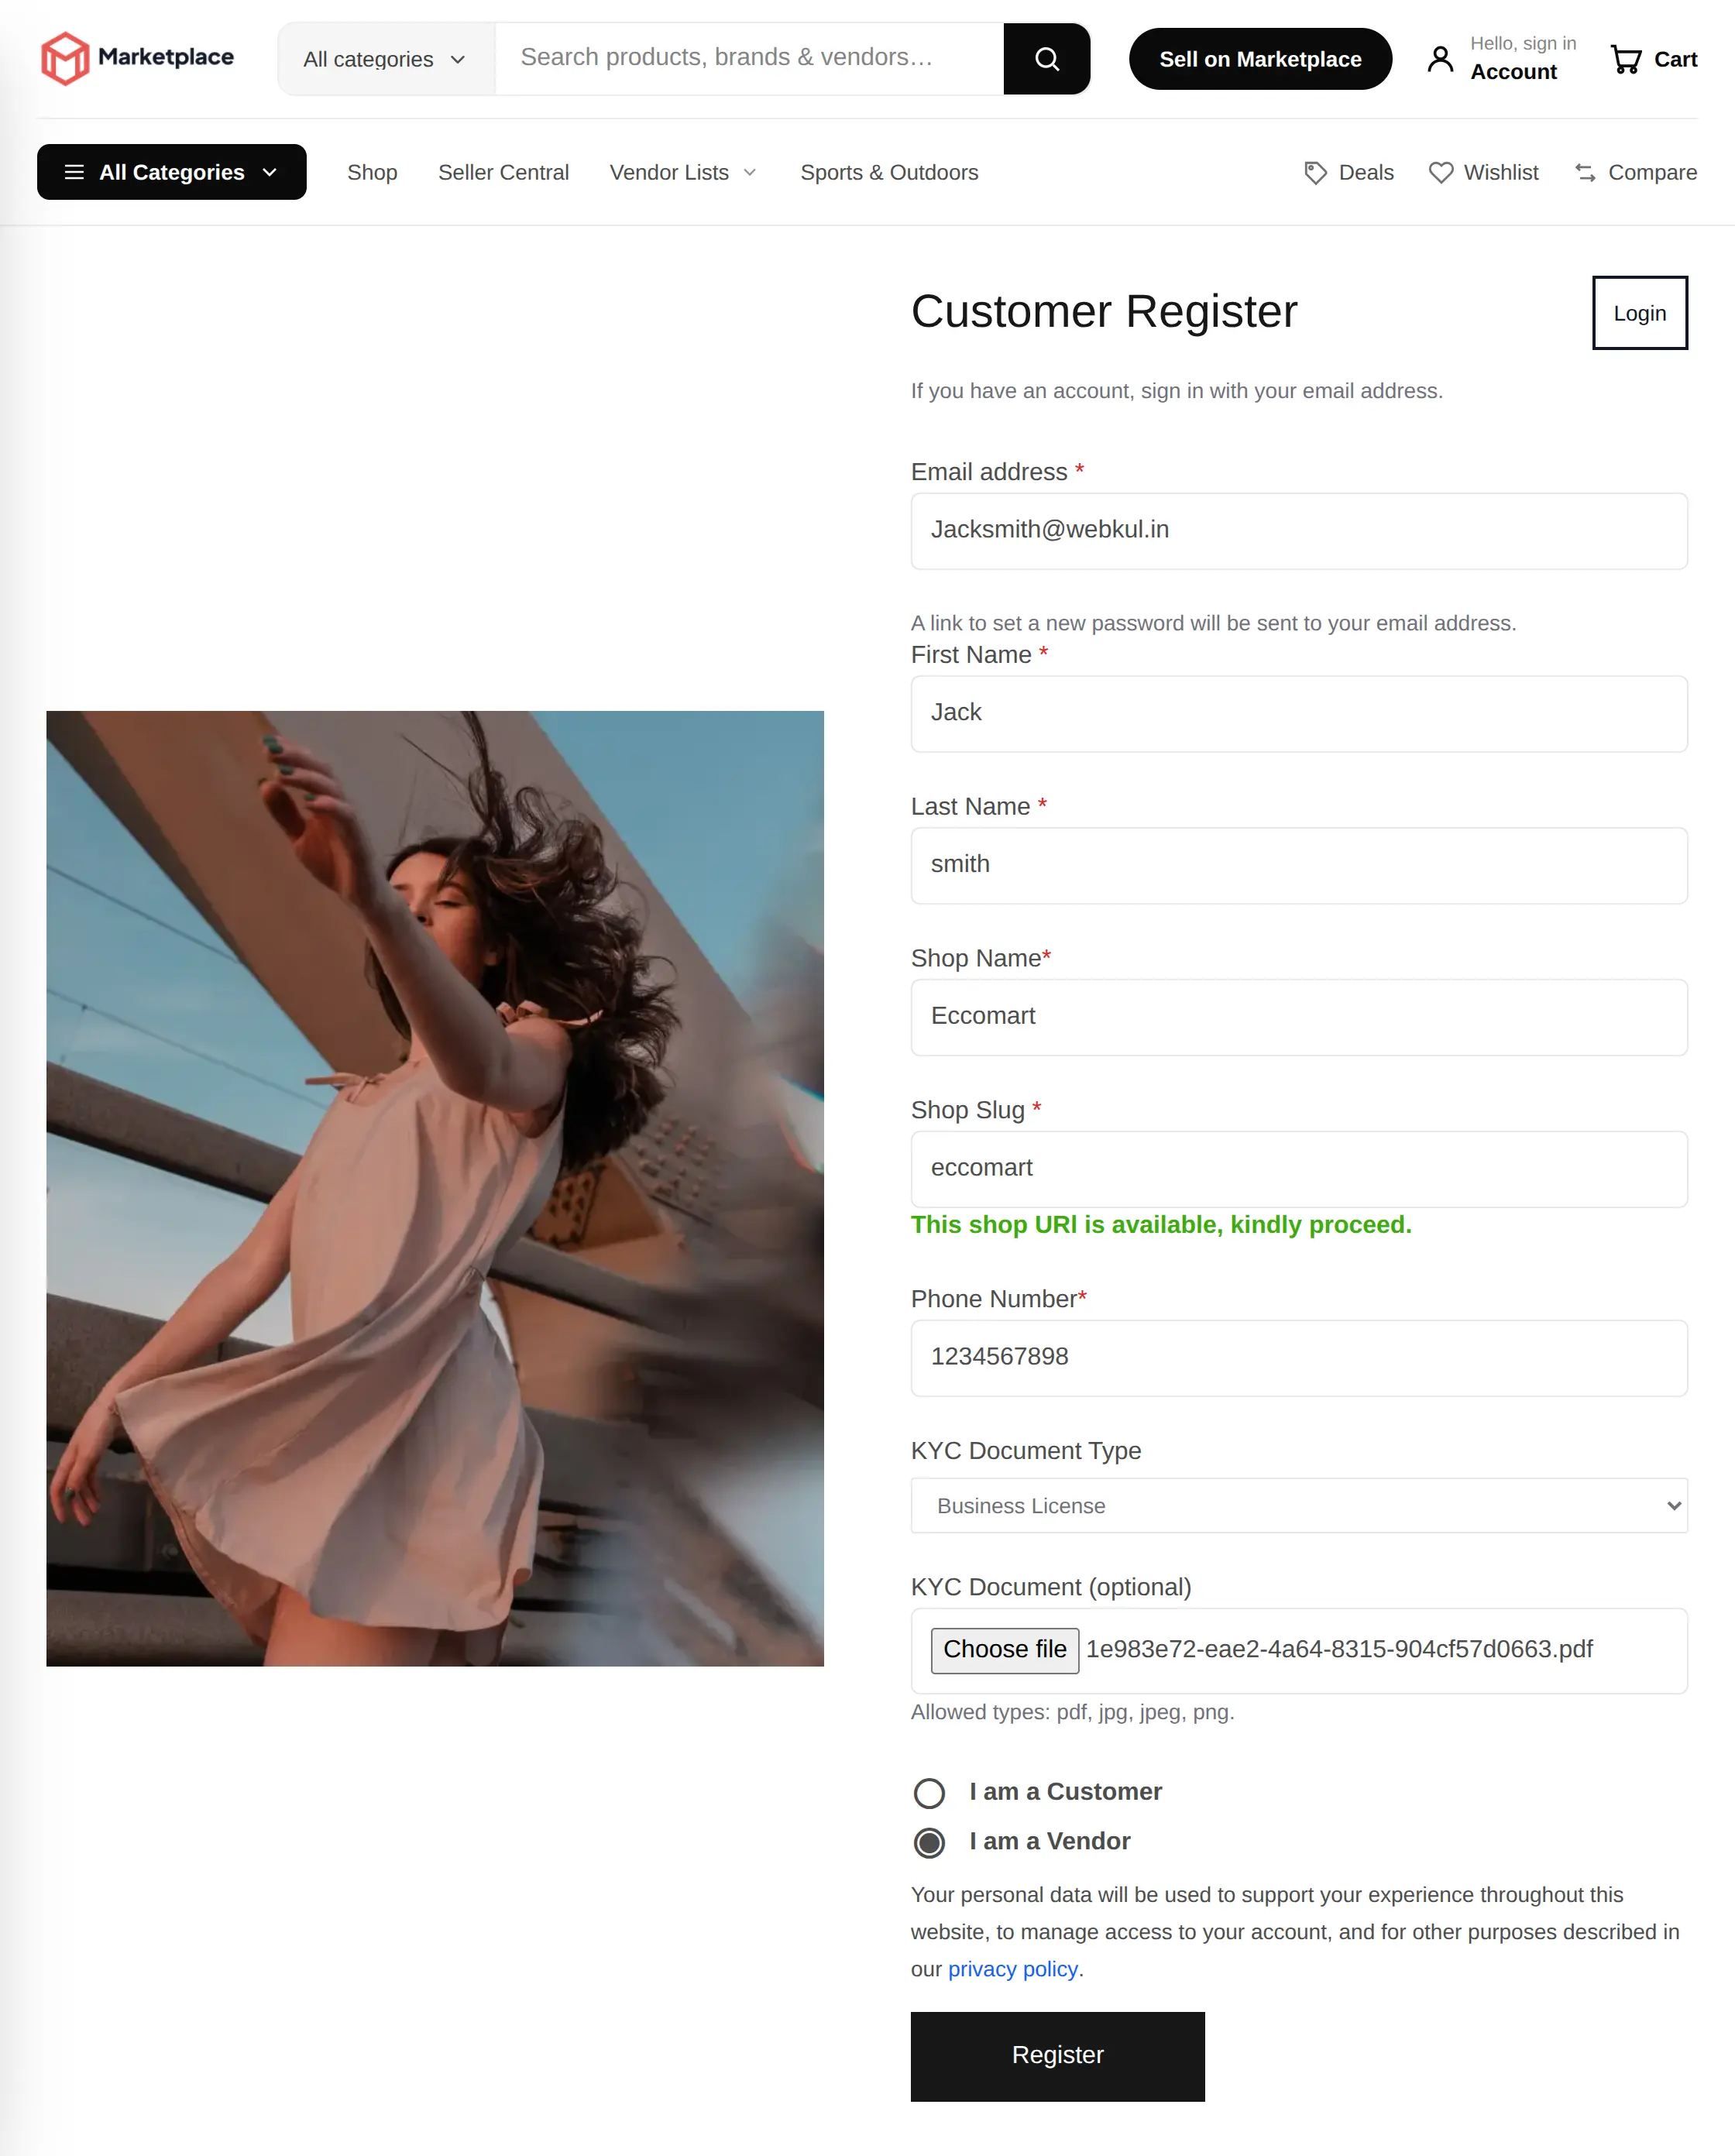 Marketplace
All categories
Search products, brands & vendors...
Sell on Marketplace
Hello, sign in
Account
Cart
All Categories
Shop
Seller Central
Vendor Lists
Sports & Outdoors
Deals
Wishlist
Compare
Customer Register
Login
If you have an account, sign in with your email address.
Email address *
Jacksmith@webkul.in
A link to set a new password will be sent to your email address.
First Name *
Jack
Last Name *
smith
Shop Name*
Eccomart
Shop Slug *
eccomart
This shop URl is available, kindly proceed.
Phone Number*
1234567898
KYC Document Type
Business License
KYC Document (optional)
Choose file 1e983e72-eae2-4a64-8315-904cf57d0663.pdf
Allowed types: pdf, jpg, jpeg, png.
I am a Customer
I am a Vendor
Your personal data will be used to support your experience throughout this
website, to manage access to your account, and for other purposes described in
our privacy policy.
Register